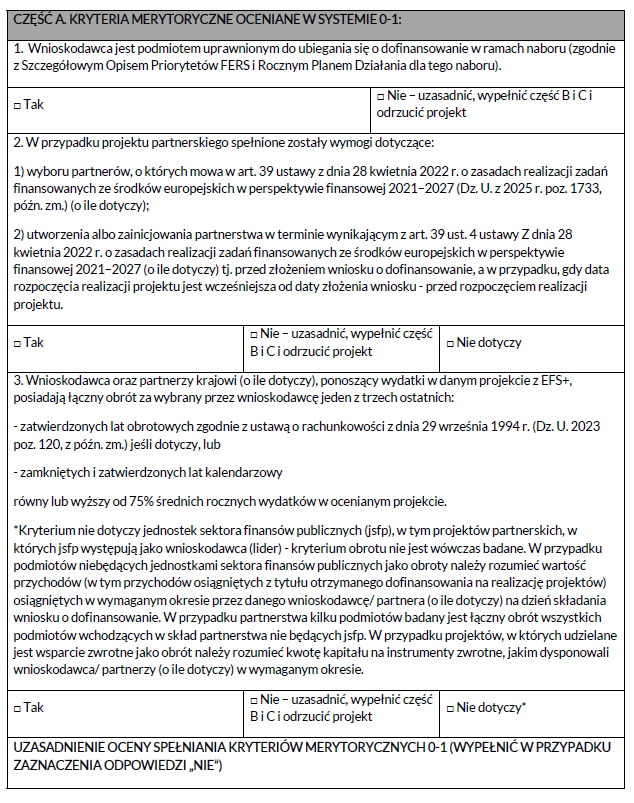 CZĘŚĆ A. KRYTERIA MERYTORYCZNE OCENIANE W SYSTEMIE 0-1:
1. Wnioskodawca jest podmiotem uprawnionym do ubiegania się o dofinansowanie w ramach naboru (zgodnie
z Szczegółowym Opisem Priorytetów FERS i Rocznym Planem Działania dla tego naboru).
□ Tak
□ Nie – uzasadnić, wypełnić część B i C i
odrzucić projekt
2. W przypadku projektu partnerskiego spełnione zostały wymogi dotyczące:
1) wyboru partnerów, o których mowa w art. 39 ustawy z dnia 28 kwietnia 2022 r. o zasadach realizacji zadań
finansowanych ze środków europejskich w perspektywie finansowej 2021–2027 (Dz. U. z 2025 r. poz. 1733,
późn. zm.) (o ile dotyczy);
2) utworzenia albo zainicjowania partnerstwa w terminie wynikającym z art. 39 ust. 4 ustawy Z dnia 28
kwietnia 2022 r. o zasadach realizacji zadań finansowanych ze środków europejskich w perspektywie
finansowej 2021–2027 (o ile dotyczy) tj. przed złożeniem wniosku o dofinansowanie, a w przypadku, gdy data
rozpoczęcia realizacji projektu jest wcześniejsza od daty złożenia wniosku - przed rozpoczęciem realizacji
projektu.
□ Tak
□ Nie – uzasadnić, wypełnić część
B i C i odrzucić projekt
□ Nie dotyczy
3. Wnioskodawca oraz partnerzy krajowi (o ile dotyczy), ponoszący wydatki w danym projekcie z EFS+,
posiadają łączny obrót za wybrany przez wnioskodawcę jeden z trzech ostatnich:
- zatwierdzonych lat obrotowych zgodnie z ustawą o rachunkowości z dnia 29 września 1994 r. (Dz. U. 2023
poz. 120, z późn. zm.) jeśli dotyczy, lub
- zamkniętych i zatwierdzonych lat kalendarzowy
równy lub wyższy od 75% średnich rocznych wydatków w ocenianym projekcie.
*Kryterium nie dotyczy jednostek sektora finansów publicznych (jsfp), w tym projektów partnerskich, w
których jsfp występują jako wnioskodawca (lider) - kryterium obrotu nie jest wówczas badane. W przypadku
podmiotów niebędących jednostkami sektora finansów publicznych jako obroty należy rozumieć wartość
przychodów (w tym przychodów osiągniętych z tytułu otrzymanego dofinansowania na realizację projektów)
osiągniętych w wymaganym okresie przez danego wnioskodawcę/ partnera (o ile dotyczy) na dzień składania
wniosku o dofinansowanie. W przypadku partnerstwa kilku podmiotów badany jest łączny obrót wszystkich
podmiotów wchodzących w skład partnerstwa nie będących jsfp. W przypadku projektów, w których udzielane
jest wsparcie zwrotne jako obrót należy rozumieć kwotę kapitału na instrumenty zwrotne, jakim dysponowali
wnioskodawca/ partnerzy (o ile dotyczy) w wymaganym okresie.
□ Tak
□ Nie – uzasadnić, wypełnić część
B i C i odrzucić projekt
□ Nie dotyczy*
UZASADNIENIE OCENY SPEŁNIANIA KRYTERIÓW MERYTORYCZNYCH 0-1 (WYPEŁNIĆ W PRZYPADKU
ZAZNACZENIA ODPOWIEDZI „NIE”)